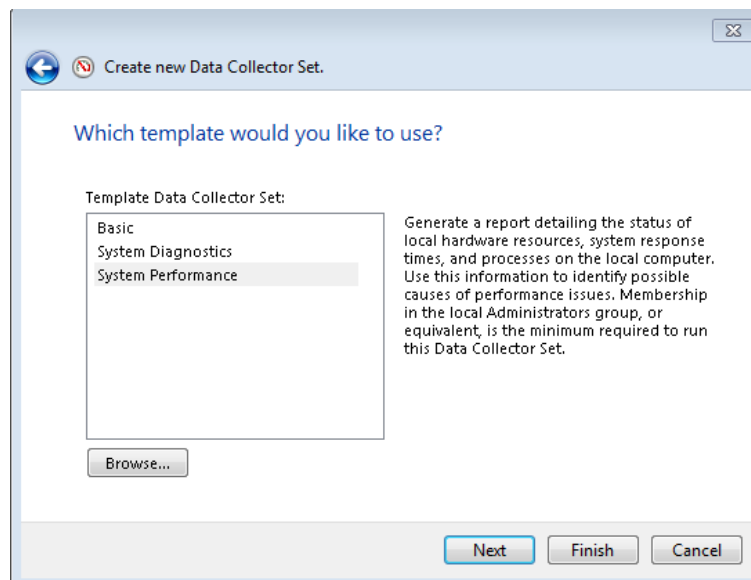 Create new Data Collector Set.
Which template would you like to use?
Template Data Collector Set:
Basic
System Diagnostics
System Performance
Generate a report detailing the status of
local hardware resources, system response
times, and processes on the local computer.
Use this information to identify possible
causes of performance issues. Membership
in the local Administrators group, or
equivalent, is the minimum required to run
this Data Collector Set.
Browse...
Next
Finish
Cancel